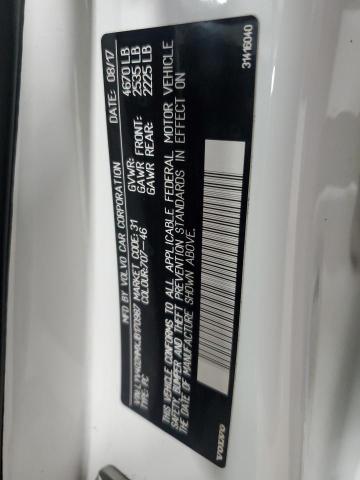 MFD BY VOLVO CAR CORPORATION DATE: 08/17
GVWR: 4670 LB
GAWR FRONT: 2535 LB
GAWR REAR: 2225 LB
MARKET CODE: 31
TYPE: PC COLOUR: 707-46
THIS VEHICLE CONFORMS TO ALL APPLICABLE FEDERAL MOTOR VEHICLE
SAFETY, BUMPER AND THEFT PREVENTION STANDARDS IN EFFECT ON
THE DATE OF MANUFACTURE SHOWN ABOVE.
VOLVO 31416040